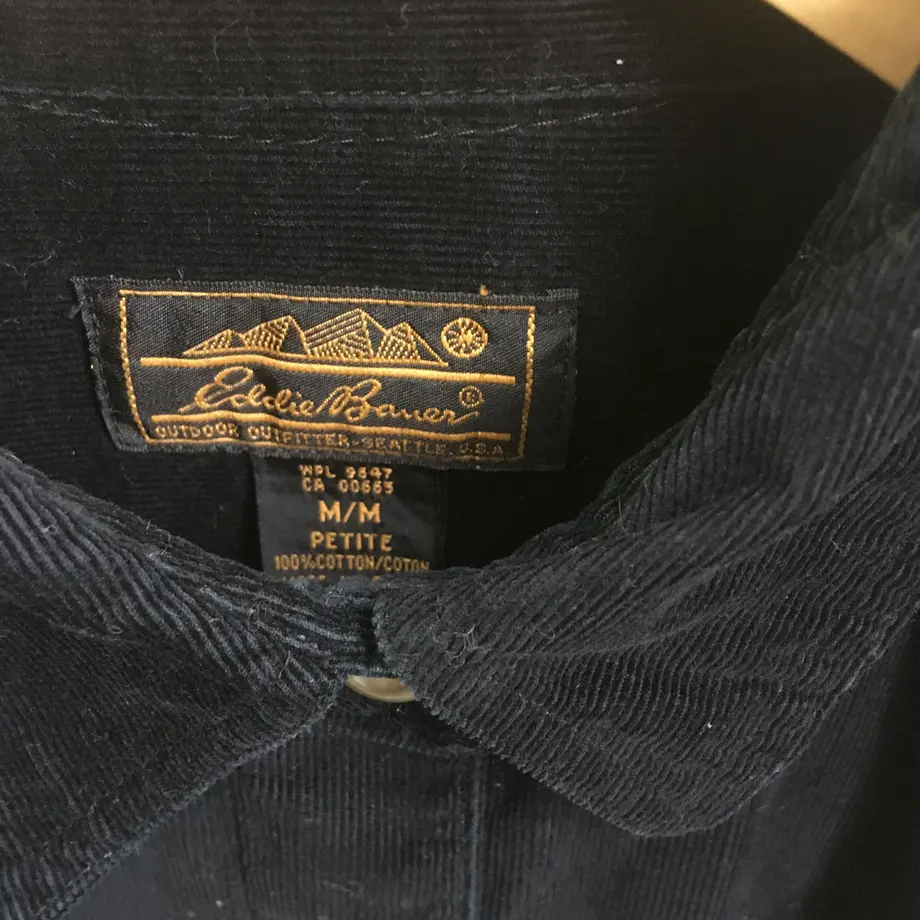 Eddie Bauer®
OUTDOOR OUTFITTER-SEATTLE, U.S.A.
WPL 9547
CA 00665
M/M
PETITE
100%COTTON/COTON